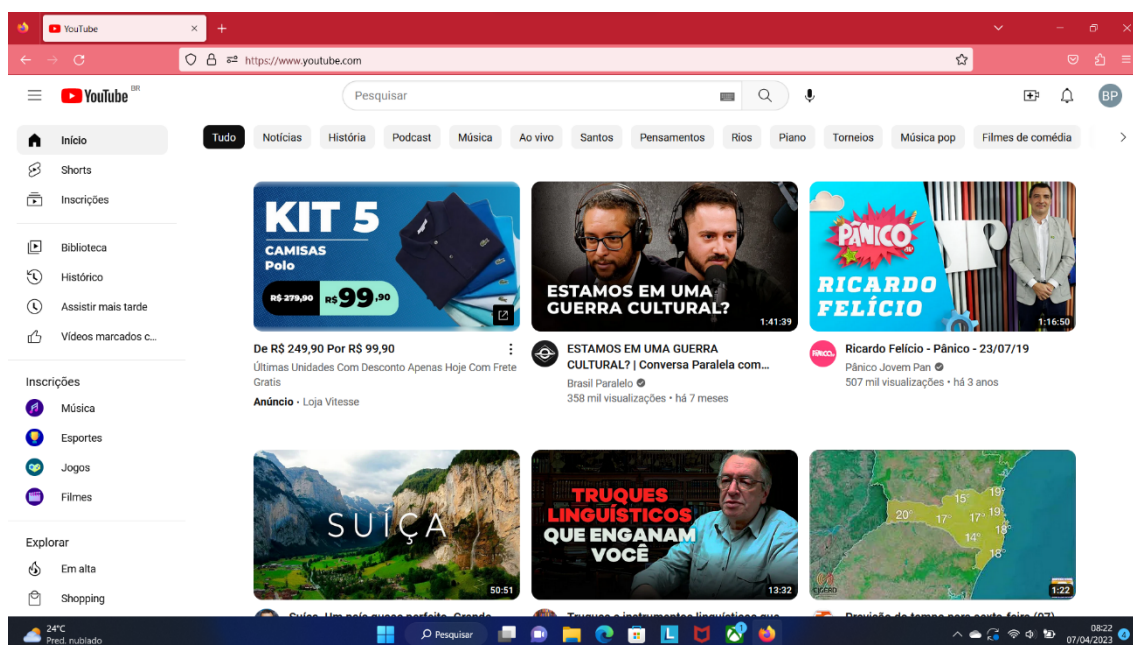 YouTube
https://www.youtube.com
YouTube BR
Pesquisar
BP
Início
Shorts
Inscrições
Biblioteca
Histórico
Assistir mais tarde
Vídeos marcados c...
Inscrições
Música
Esportes
Jogos
Filmes
Explorar
Em alta
Shopping
Tudo Notícias História Podcast Música Ao vivo Santos Pensamentos Rios Piano Torneios Música pop Filmes de comédia
KIT 5
CAMISAS
Polo
R$ 279,90 R$99,90
De R$ 249,90 Por R$ 99,90
Últimas Unidades Com Desconto Apenas Hoje Com Frete
Gratis
Anúncio • Loja Vitesse
ESTAMOS EM UMA
GUERRA CULTURAL?
1:41:39
ESTAMOS EM UMA GUERRA
CULTURAL? | Conversa Paralela com...
Brasil Paralelo
358 mil visualizações • há 7 meses
PÂNICO
RICARDO
FELÍCIO
1:16:50
PÂNICO
Ricardo Felício - Pânico - 23/07/19
Pânico Jovem Pan
507 mil visualizações • há 3 anos
SUÍÇA
50:51
TRUQUES
LINGUÍSTICOS
QUE ENGANAM
VOCÊ
13:32
15° 19°
20° 17° 17° 19°
14° 18°
18°
CIGERD
1:22
24°C
Pred. nublado
Pesquisar
08:22
07/04/2023
4